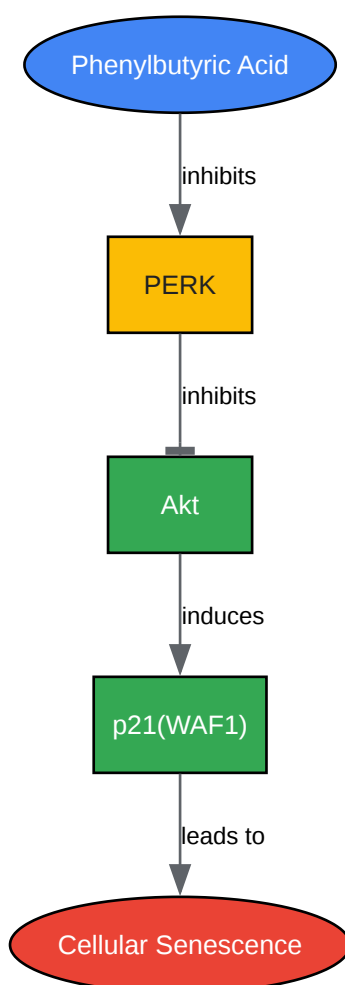 Phenylbutyric Acid
inhibits
PERK
inhibits
Akt
induces
p21(WAF1)
leads to
Cellular Senescence